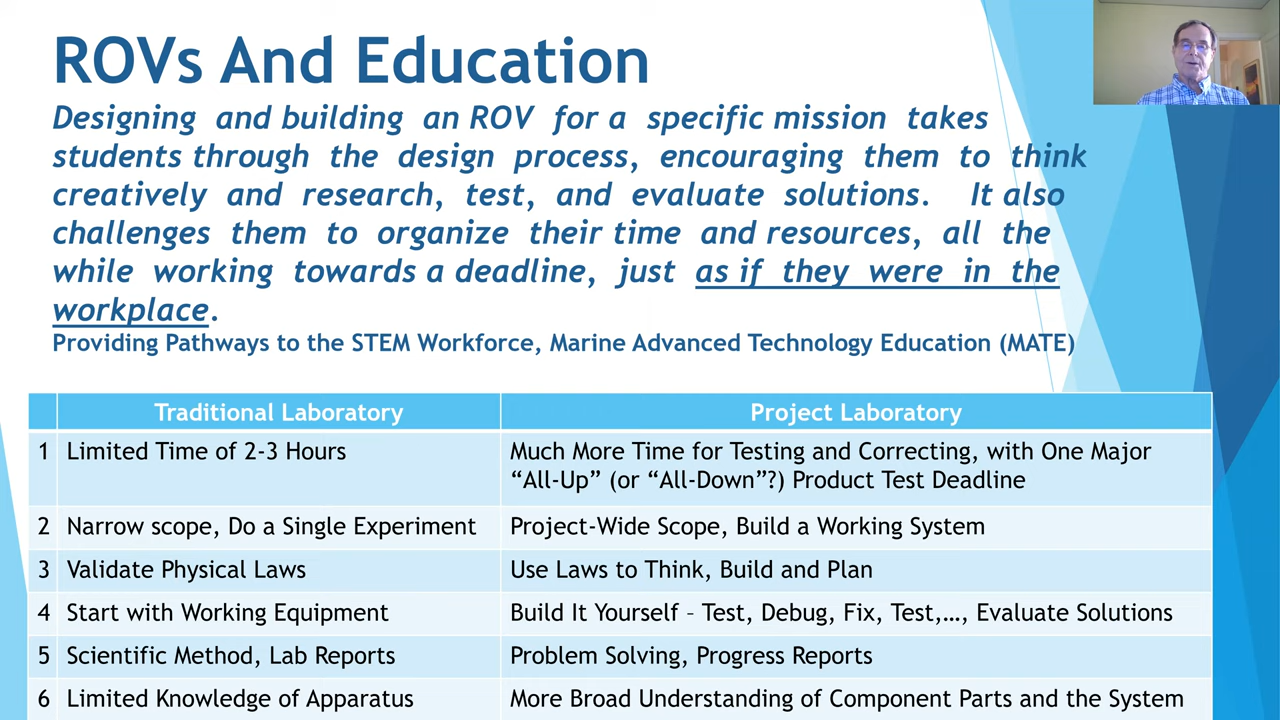 ROVs And Education
Designing and building an ROV for a specific mission takes
students through the design process, encouraging them to think
creatively and research, test, and evaluate solutions. It also
challenges them to organize their time and resources, all the
while working towards a deadline, just as if they were in the
workplace.
Providing Pathways to the STEM Workforce, Marine Advanced Technology Education (MATE)
Traditional Laboratory Project Laboratory
1 Limited Time of 2-3 Hours Much More Time for Testing and Correcting, with One Major
“All-Up” (or “All-Down”?) Product Test Deadline
2 Narrow scope, Do a Single Experiment Project-Wide Scope, Build a Working System
3 Validate Physical Laws Use Laws to Think, Build and Plan
4 Start with Working Equipment Build It Yourself – Test, Debug, Fix, Test,…, Evaluate Solutions
5 Scientific Method, Lab Reports Problem Solving, Progress Reports
6 Limited Knowledge of Apparatus More Broad Understanding of Component Parts and the System